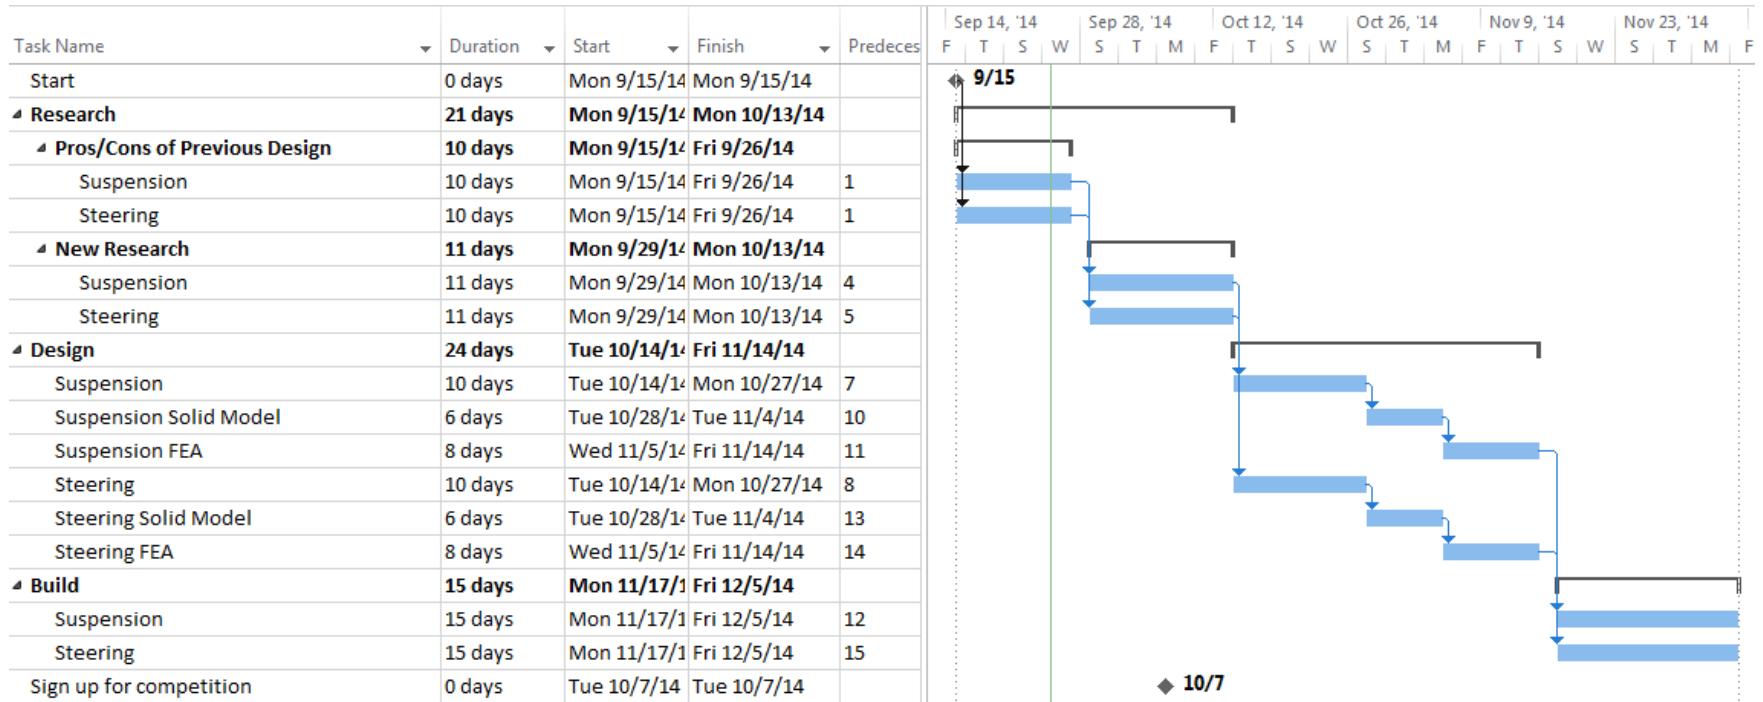 Sep 14, '14 Sep 28, '14 Oct 12, '14 Oct 26, '14 Nov 9, '14 Nov 23, '14
Task Name Duration Start Finish Predeces F T S W S T M F T S W S T M F T S W S T M F
Start 0 days Mon 9/15/14 Mon 9/15/14 9/15
Research 21 days Mon 9/15/14 Mon 10/13/14
Pros/Cons of Previous Design 10 days Mon 9/15/14 Fri 9/26/14
Suspension 10 days Mon 9/15/14 Fri 9/26/14 1
Steering 10 days Mon 9/15/14 Fri 9/26/14 1
New Research 11 days Mon 9/29/14 Mon 10/13/14
Suspension 11 days Mon 9/29/14 Mon 10/13/14 4
Steering 11 days Mon 9/29/14 Mon 10/13/14 5
Design 24 days Tue 10/14/14 Fri 11/14/14
Suspension 10 days Tue 10/14/14 Mon 10/27/14 7
Suspension Solid Model 6 days Tue 10/28/14 Tue 11/4/14 10
Suspension FEA 8 days Wed 11/5/14 Fri 11/14/14 11
Steering 10 days Tue 10/14/14 Mon 10/27/14 8
Steering Solid Model 6 days Tue 10/28/14 Tue 11/4/14 13
Steering FEA 8 days Wed 11/5/14 Fri 11/14/14 14
Build 15 days Mon 11/17/1 Fri 12/5/14
Suspension 15 days Mon 11/17/1 Fri 12/5/14 12
Steering 15 days Mon 11/17/1 Fri 12/5/14 15
Sign up for competition 0 days Tue 10/7/14 Tue 10/7/14 10/7